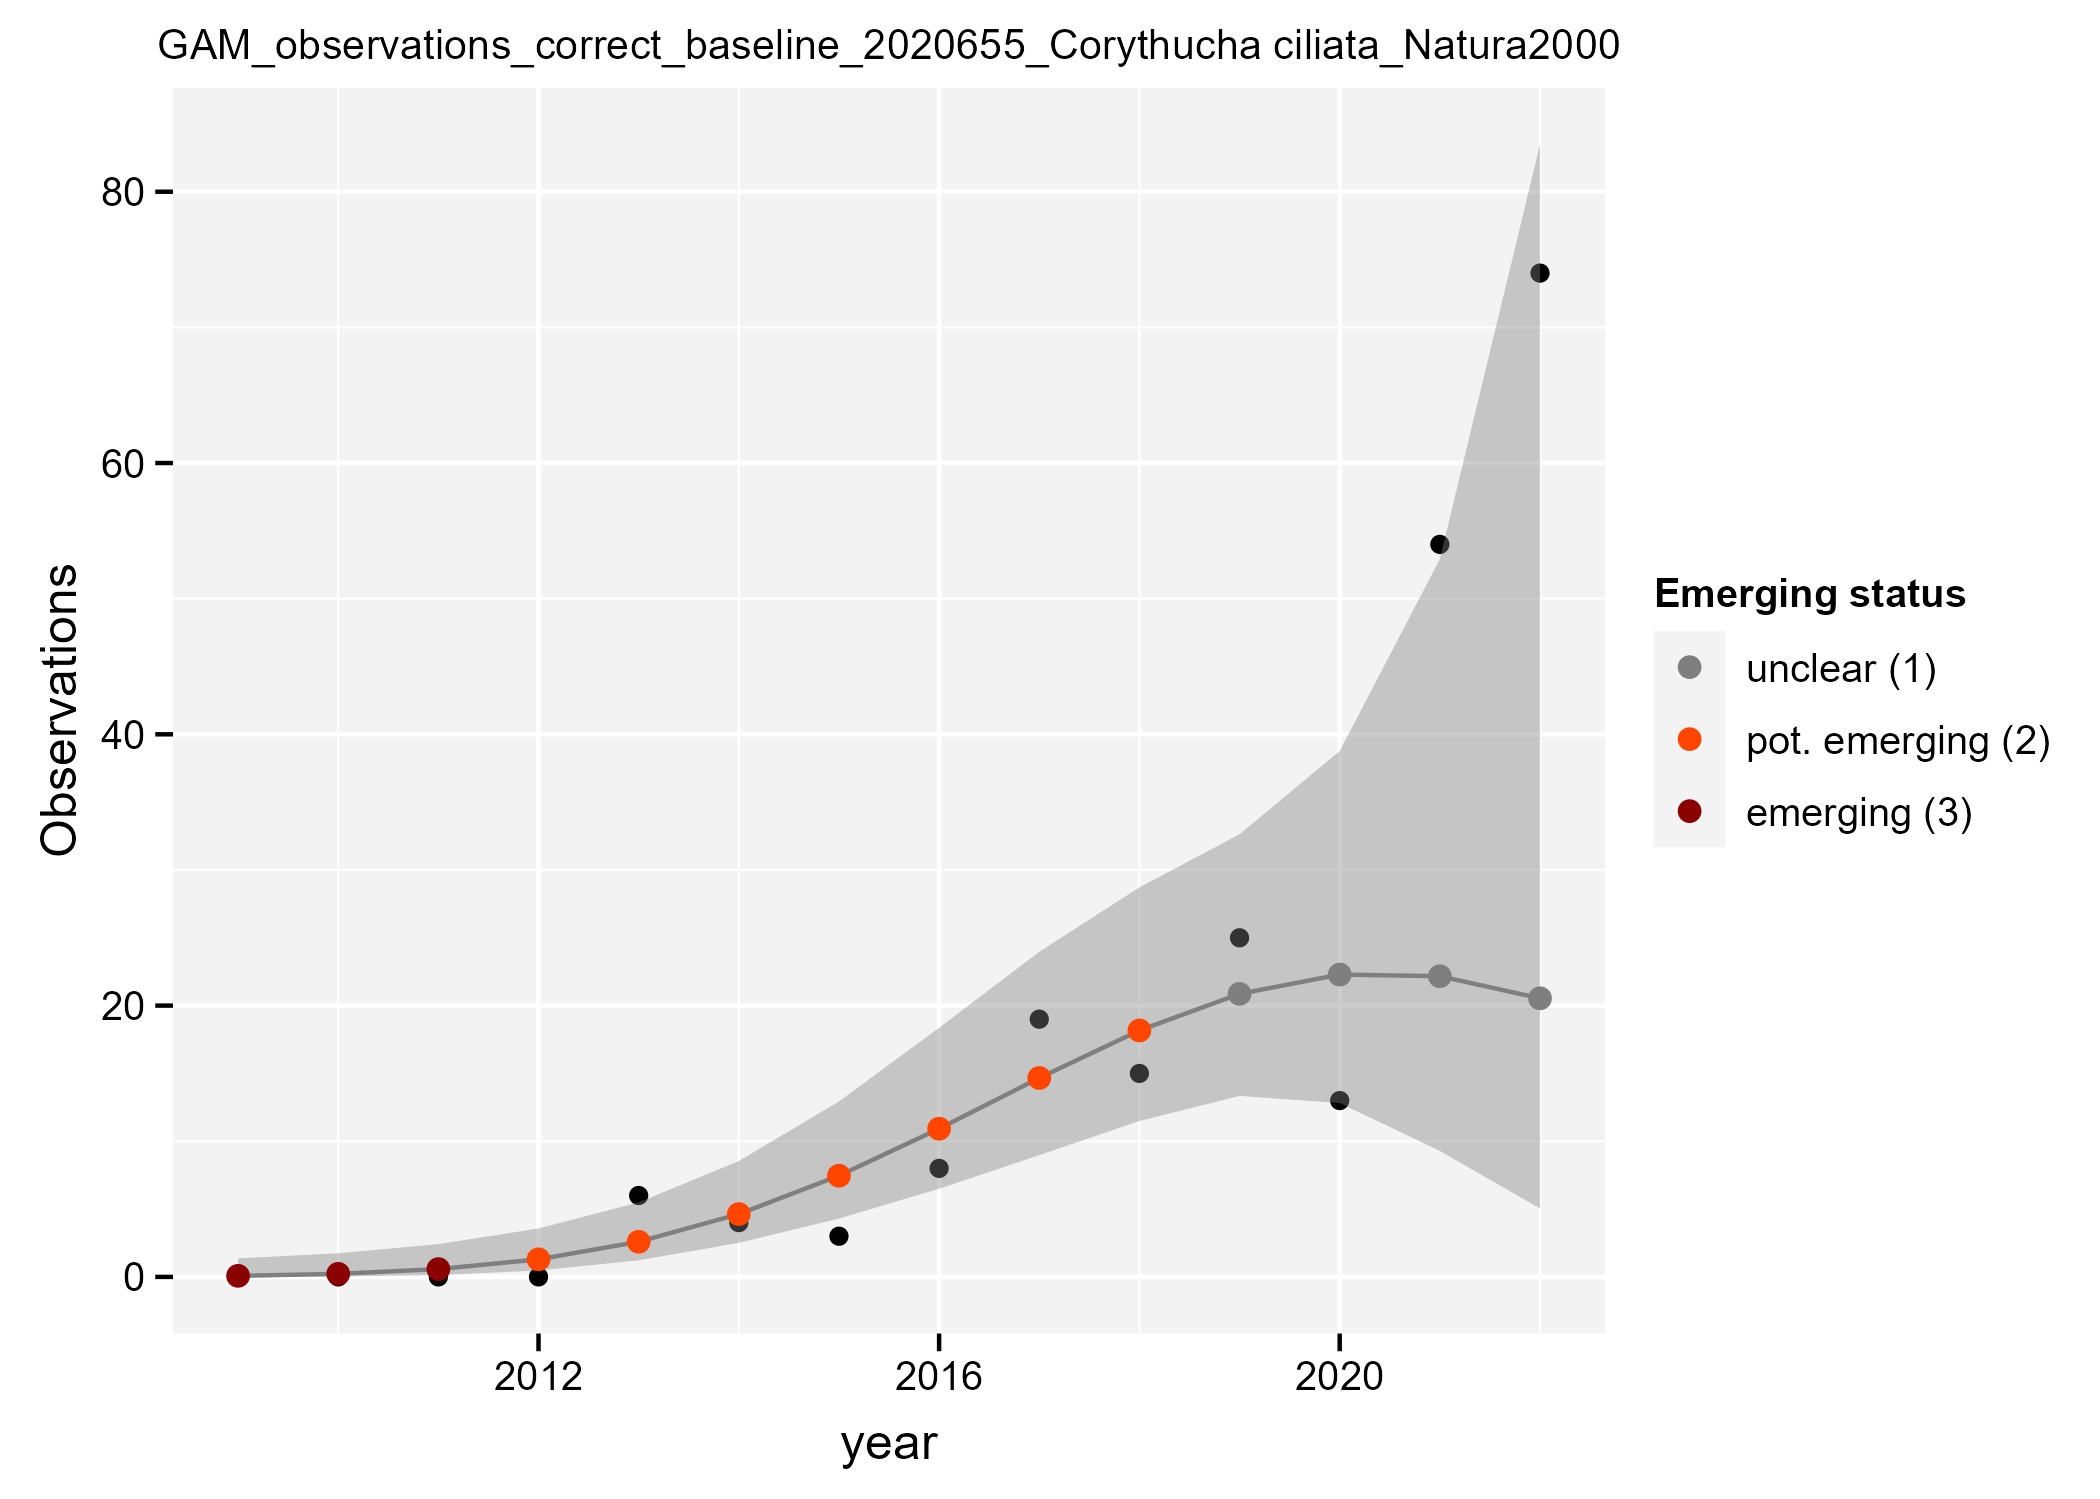 GAM_observations_correct_baseline_2020655_Corythucha ciliata_Natura2000
80
60
40
20
0
Observations
2012
2016
2020
year
Emerging status
unclear (1)
pot. emerging (2)
emerging (3)